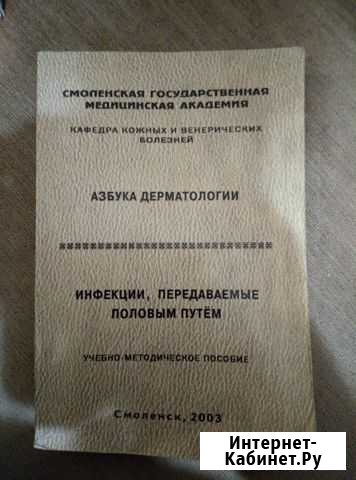 СМОЛЕНСКАЯ ГОСУДАРСТВЕННАЯ
МЕДИЦИНСКАЯ АКАДЕМИЯ
КАФЕДРА КОЖНЫХ И ВЕНЕРИЧЕСКИХ
БОЛЕЗНЕЙ
АЗБУКА ДЕРМАТОЛОГИИ
ИНФЕКЦИИ, ПЕРЕДАВАЕМЫЕ
ПОЛОВЫМ ПУТЁМ
УЧЕБНО-МЕТОДИЧЕСКОЕ ПОСОБИЕ
Смоленск, 2003
Интернет-
Кабинет.Ру